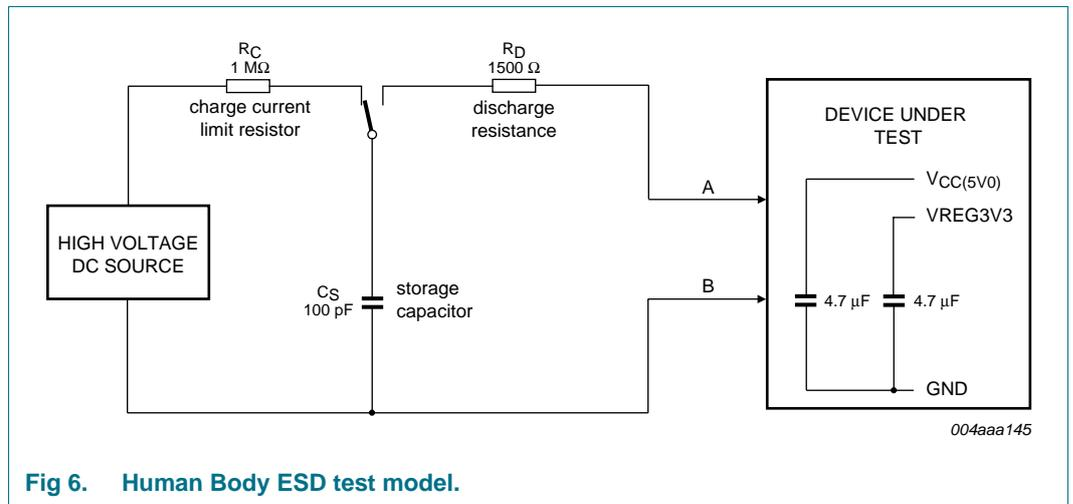 RC
1 MΩ
charge current
limit resistor
RD
1500 Ω
discharge
resistance
HIGH VOLTAGE
DC SOURCE
CS
100 pF
storage
capacitor
A
B
DEVICE UNDER
TEST
VCC(5V0)
VREG3V3
4.7 μF
4.7 μF
GND
004aaa145
Fig 6. Human Body ESD test model.